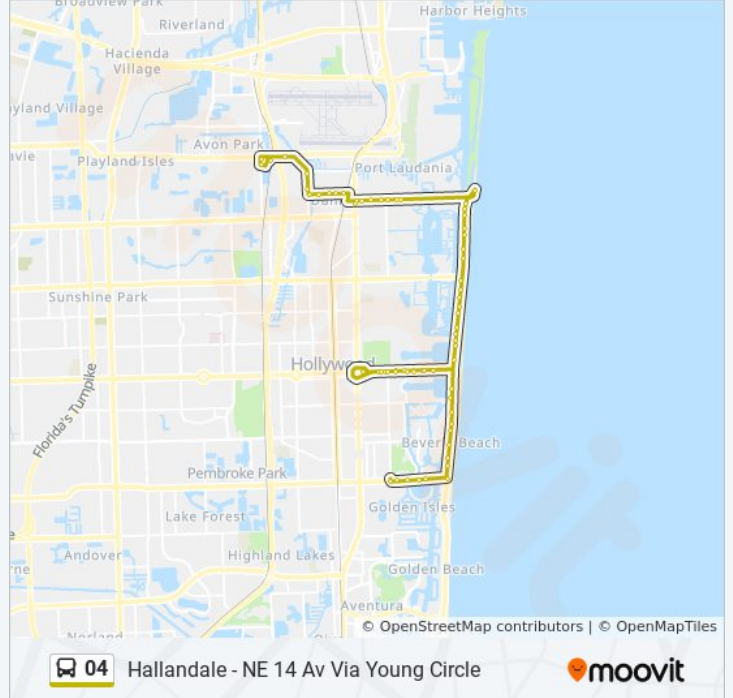 Broadview Park
Harbor Heights
Riverland
Hacienda
Village
yland Village
Avon Park
avie
Playland Isles
Port Laudania
Sunshine Park
Hollywood
Florida's Turnpike
Beverly Beach
Pembroke Park
Golden Isles
Lake Forest
Andover
Highland Lakes
rne
Golden Beach
Aventura
© OpenStreetMap contributors | © OpenMapTiles
Norland
04 Hallandale - NE 14 Av Via Young Circle
moovit